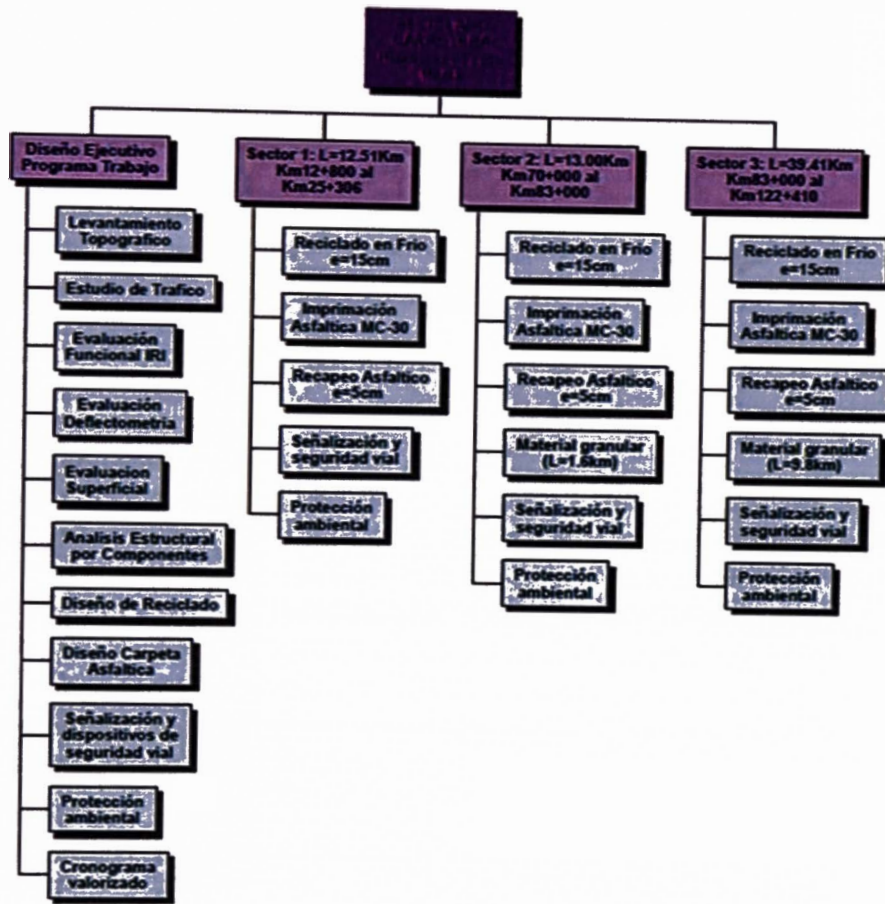 Diseño Ejecutivo
Programa Trabajo
Levantamiento
Topografico
Estudio de Trafico
Evaluación
Funcional IRI
Evaluación
Deflectometria
Evaluacion
Superficial
Analisis Estructural
por Componentes
Diseño de Reciclado
Diseño Carpeta
Asfaltica
Señalización y
dispositivos de
seguridad vial
Protección
ambiental
Cronograma
valorizado
Sector 1: L=12.51Km
Km12+800 al
Km25+306
Reciclado en Frio
e=15cm
Imprimación
Asfaltica MC-30
Recapeo Asfaltico
e=5cm
Señalización y
seguridad vial
Protección
ambiental
Sector 2: L=13.00Km
Km70+000 al
Km83+000
Reciclado en Frio
e=15cm
Imprimación
Asfaltica MC-30
Recapeo Asfaltico
e=5cm
Material granular
(L=1.6km)
Señalización y
seguridad vial
Protección
ambiental
Sector 3: L=39.41Km
Km83+000 al
Km122+410
Reciclado en Frio
e=15cm
Imprimación
Asfaltica MC-30
Recapeo Asfaltico
e=5cm
Material granular
(L=9.8km)
Señalización y
seguridad vial
Protección
ambiental